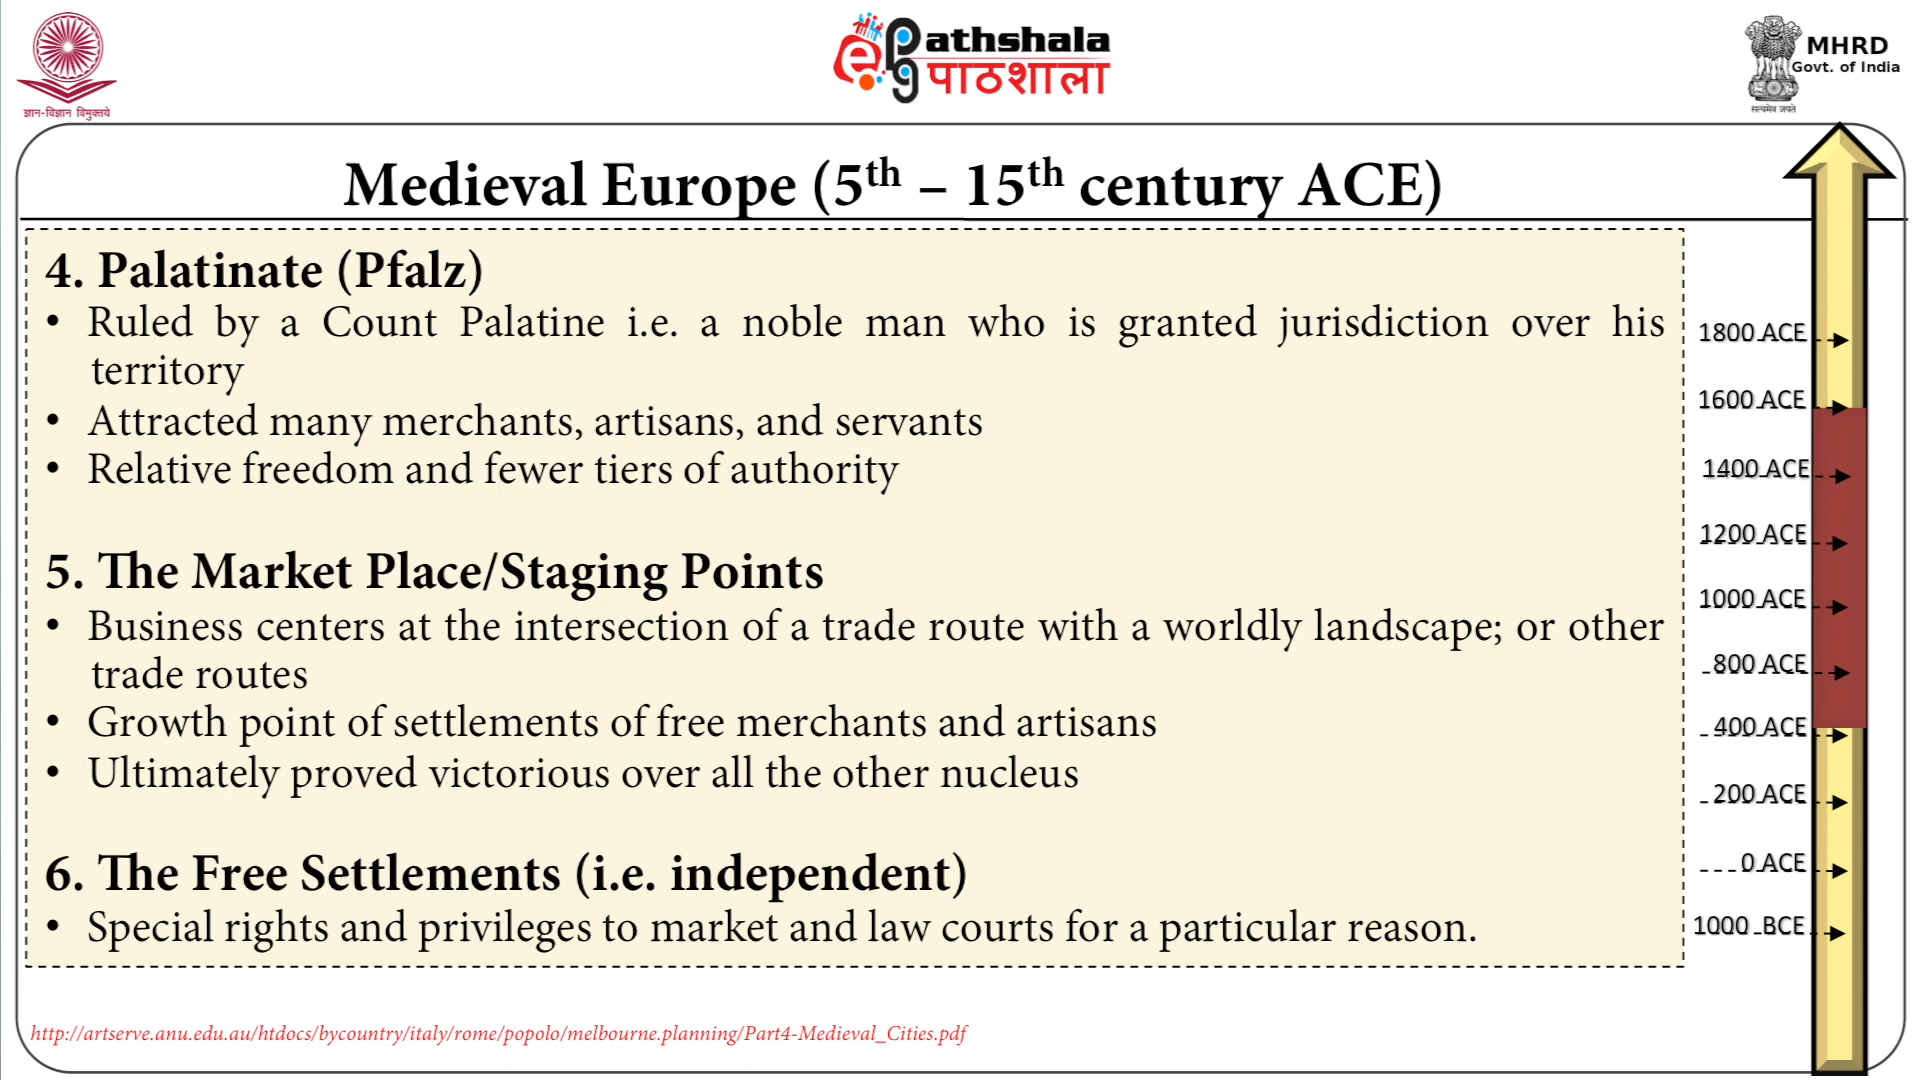 ज्ञान-विज्ञान विमुक्तये
ePathshala
पाठशाला
MHRD
Govt. of India
सत्यमेव जयते
Medieval Europe (5th – 15th century ACE)
4. Palatinate (Pfalz)
• Ruled by a Count Palatine i.e. a noble man who is granted jurisdiction over his
territory
• Attracted many merchants, artisans, and servants
• Relative freedom and fewer tiers of authority
5. The Market Place/Staging Points
• Business centers at the intersection of a trade route with a worldly landscape; or other
trade routes
• Growth point of settlements of free merchants and artisans
• Ultimately proved victorious over all the other nucleus
6. The Free Settlements (i.e. independent)
• Special rights and privileges to market and law courts for a particular reason.
1800 ACE
1600 ACE
1400 ACE
1200 ACE
1000 ACE
800 ACE
400 ACE
200 ACE
0 ACE
1000 BCE
http://artserve.anu.edu.au/htdocs/bycountry/italy/rome/popolo/melbourne.planning/Part4-Medieval_Cities.pdf